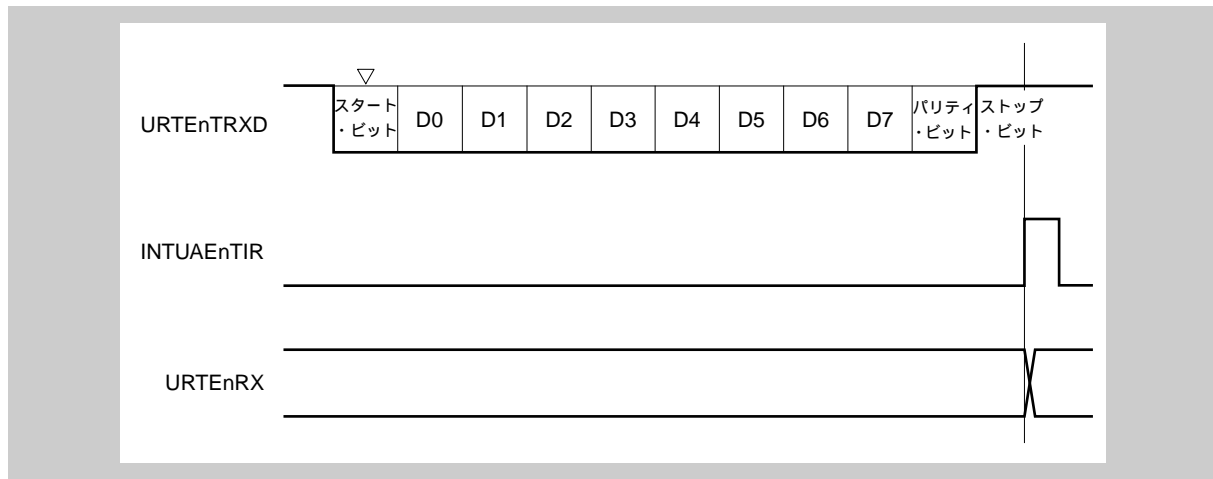 URTEnTRXD
スタート
・ビット
D0
D1
D2
D3
D4
D5
D6
D7
パリティ
・ビット
ストップ
・ビット
INTUAEnTIR
URTEnRX